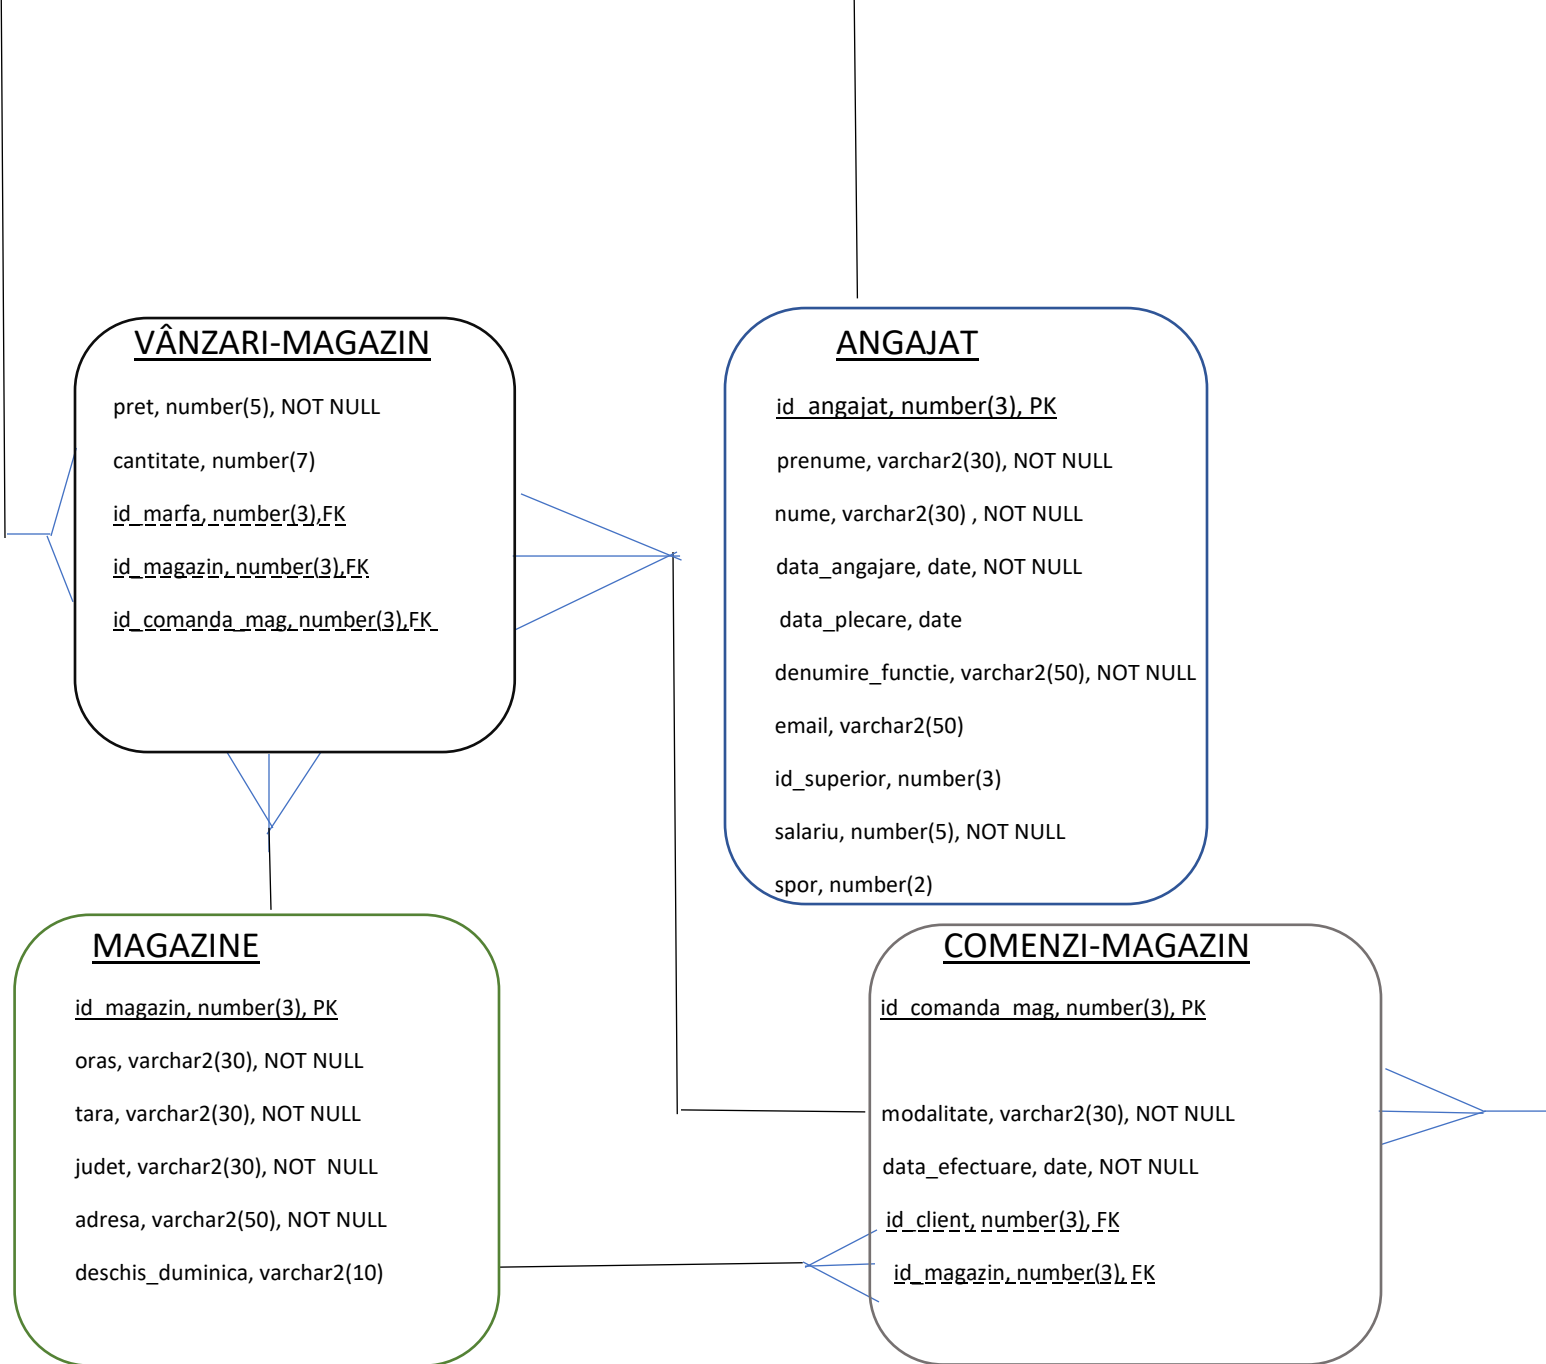 VÂNZARI-MAGAZIN
pret, number(5), NOT NULL
cantitate, number(7)
id_marfa, number(3),FK
id_magazin, number(3),FK
id_comanda_mag, number(3),FK
ANGAJAT
id_angajat, number(3), PK
prenume, varchar2(30), NOT NULL
nume, varchar2(30) , NOT NULL
data_angajare, date, NOT NULL
data_plecare, date
denumire_functie, varchar2(50), NOT NULL
email, varchar2(50)
id_superior, number(3)
salariu, number(5), NOT NULL
spor, number(2)
MAGAZINE
id_magazin, number(3), PK
oras, varchar2(30), NOT NULL
tara, varchar2(30), NOT NULL
judet, varchar2(30), NOT  NULL
adresa, varchar2(50), NOT NULL
deschis_duminica, varchar2(10)
COMENZI-MAGAZIN
id_comanda_mag, number(3), PK
modalitate, varchar2(30), NOT NULL
data_efectuare, date, NOT NULL
id_client, number(3), FK
id_magazin, number(3), FK